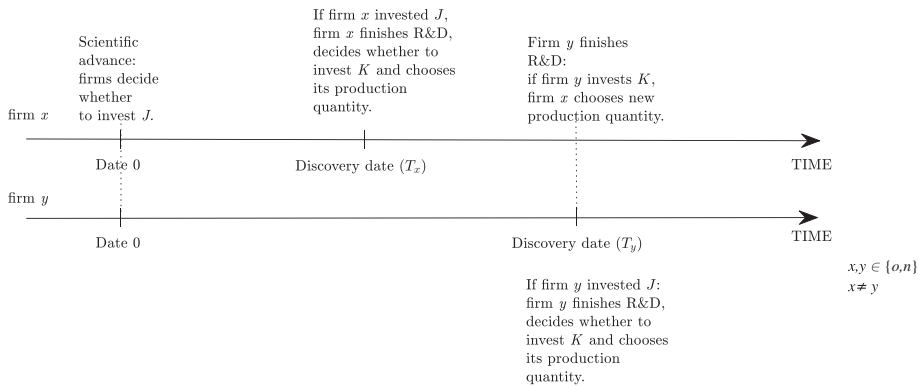 If firm x invested J,
firm x finishes R&D,
decides whether to
invest K and chooses
its production
quantity.
Scientific
advance:
firms decide
whether
to invest J.
Firm y finishes
R&D:
if firm y invests K,
firm x chooses new
production quantity.
firm x
Date 0
Discovery date (Tₓ)
TIME
firm y
Date 0
Discovery date (T_y)
TIME
x,y ∈ {o,n}
x≠ y
If firm y invested J:
firm y finishes R&D,
decides whether to
invest K and chooses
its production
quantity.